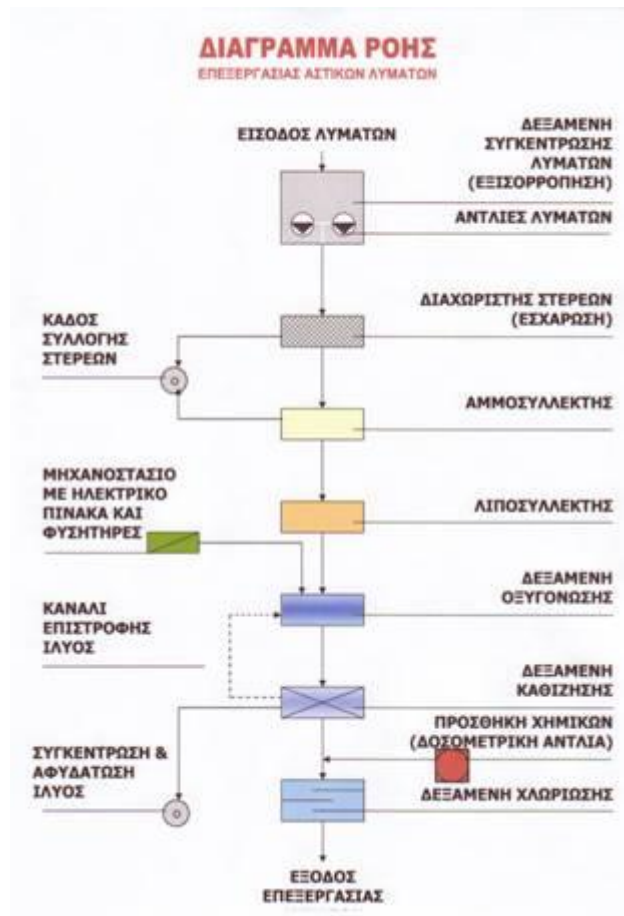 ΔΙΑΓΡΑΜΜΑ ΡΟΗΣ
ΕΠΕΞΕΡΓΑΣΙΑΣ ΑΣΤΙΚΩΝ ΛΥΜΑΤΩΝ
ΕΙΣΟΔΟΣ ΛΥΜΑΤΩΝ
ΔΕΞΑΜΕΝΗ
ΣΥΓΚΕΝΤΡΩΣΗΣ
ΛΥΜΑΤΩΝ
(ΕΞΙΣΟΡΡΟΠΗΣΗ)
ΑΝΤΛΙΕΣ ΛΥΜΑΤΩΝ
ΔΙΑΧΩΡΙΣΤΗΣ ΣΤΕΡΕΩΝ
(ΕΣΧΑΡΩΣΗ)
ΚΑΔΟΣ
ΣΥΛΛΟΓΗΣ
ΣΤΕΡΕΩΝ
ΑΜΜΟΣΥΛΛΕΚΤΗΣ
ΜΗΧΑΝΟΣΤΑΣΙΟ
ΜΕ ΗΛΕΚΤΡΙΚΟ
ΠΙΝΑΚΑ ΚΑΙ
ΦΥΣΗΤΗΡΕΣ
ΛΙΠΟΣΥΛΛΕΚΤΗΣ
ΔΕΞΑΜΕΝΗ
ΟΞΥΓΟΝΩΣΗΣ
ΚΑΝΑΛΙ
ΕΠΙΣΤΡΟΦΗΣ
ΙΛΥΟΣ
ΔΕΞΑΜΕΝΗ
ΚΑΘΙΖΗΣΗΣ
ΠΡΟΣΘΗΚΗ ΧΗΜΙΚΩΝ
(ΔΟΣΟΜΕΤΡΙΚΗ ΑΝΤΛΙΑ)
ΣΥΓΚΕΝΤΡΩΣΗ &
ΑΦΥΔΑΤΩΣΗ
ΙΛΥΟΣ
ΔΕΞΑΜΕΝΗ ΧΛΩΡΙΩΣΗΣ
ΕΞΟΔΟΣ
ΕΠΕΞΕΡΓΑΣΙΑΣ